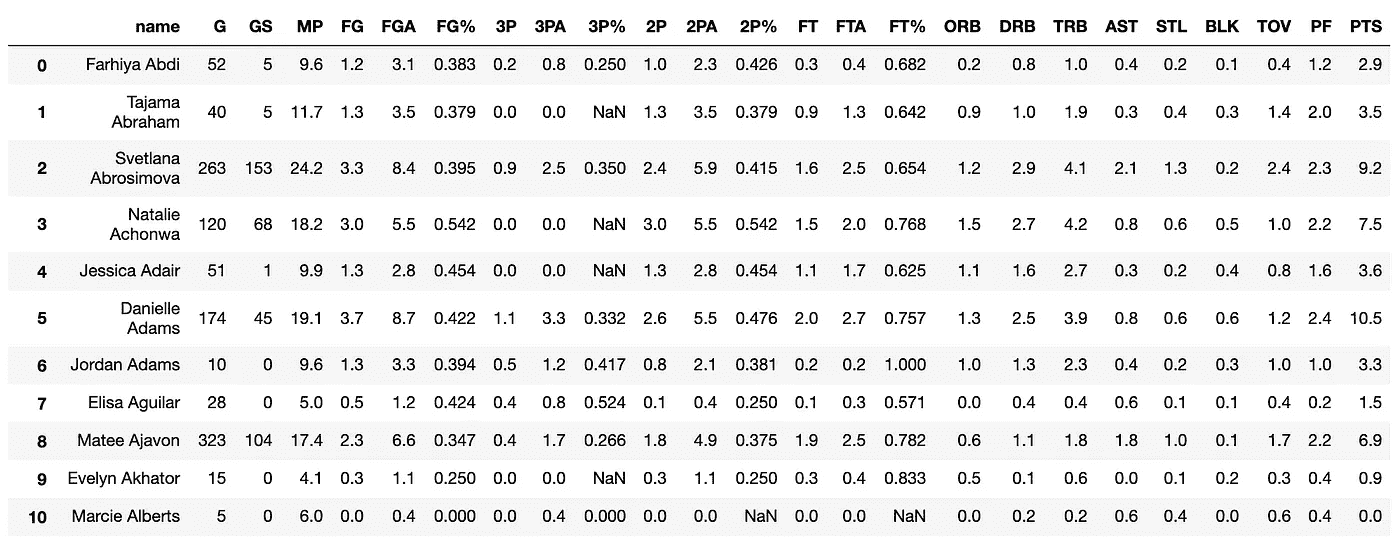 name G GS MP FG FGA FG% 3P 3PA 3P% 2P 2PA 2P% FT FTA FT% ORB DRB TRB AST STL BLK TOV PF PTS
0 Farhiya Abdi 52 5 9.6 1.2 3.1 0.383 0.2 0.8 0.250 1.0 2.3 0.426 0.3 0.4 0.682 0.2 0.8 1.0 0.4 0.2 0.1 0.4 1.2 2.9
1 Tajama Abraham 40 5 11.7 1.3 3.5 0.379 0.0 0.0 NaN 1.3 3.5 0.379 0.9 1.3 0.642 0.9 1.0 1.9 0.3 0.4 0.3 1.4 2.0 3.5
2 Svetlana Abrosimova 263 153 24.2 3.3 8.4 0.395 0.9 2.5 0.350 2.4 5.9 0.415 1.6 2.5 0.654 1.2 2.9 4.1 2.1 1.3 0.2 2.4 2.3 9.2
3 Natalie Achonwa 120 68 18.2 3.0 5.5 0.542 0.0 0.0 NaN 3.0 5.5 0.542 1.5 2.0 0.768 1.5 2.7 4.2 0.8 0.6 0.5 1.0 2.2 7.5
4 Jessica Adair 51 1 9.9 1.3 2.8 0.454 0.0 0.0 NaN 1.3 2.8 0.454 1.1 1.7 0.625 1.1 1.6 2.7 0.3 0.2 0.4 0.8 1.6 3.6
5 Danielle Adams 174 45 19.1 3.7 8.7 0.422 1.1 3.3 0.332 2.6 5.5 0.476 2.0 2.7 0.757 1.3 2.5 3.9 0.8 0.6 0.6 1.2 2.4 10.5
6 Jordan Adams 10 0 9.6 1.3 3.3 0.394 0.5 1.2 0.417 0.8 2.1 0.381 0.2 0.2 1.000 1.0 1.3 2.3 0.4 0.2 0.3 1.0 1.0 3.3
7 Elisa Aguilar 28 0 5.0 0.5 1.2 0.424 0.4 0.8 0.524 0.1 0.4 0.250 0.1 0.3 0.571 0.0 0.4 0.4 0.6 0.1 0.1 0.4 0.2 1.5
8 Matee Ajavon 323 104 17.4 2.3 6.6 0.347 0.4 1.7 0.266 1.8 4.9 0.375 1.9 2.5 0.782 0.6 1.1 1.8 1.8 1.0 0.1 1.7 2.2 6.9
9 Evelyn Akhator 15 0 4.1 0.3 1.1 0.250 0.0 0.0 NaN 0.3 1.1 0.250 0.3 0.4 0.833 0.5 0.1 0.6 0.0 0.1 0.2 0.3 0.4 0.9
10 Marcie Alberts 5 0 6.0 0.0 0.4 0.000 0.0 0.4 0.000 0.0 0.0 NaN 0.0 0.0 NaN 0.0 0.2 0.2 0.6 0.4 0.0 0.6 0.4 0.0